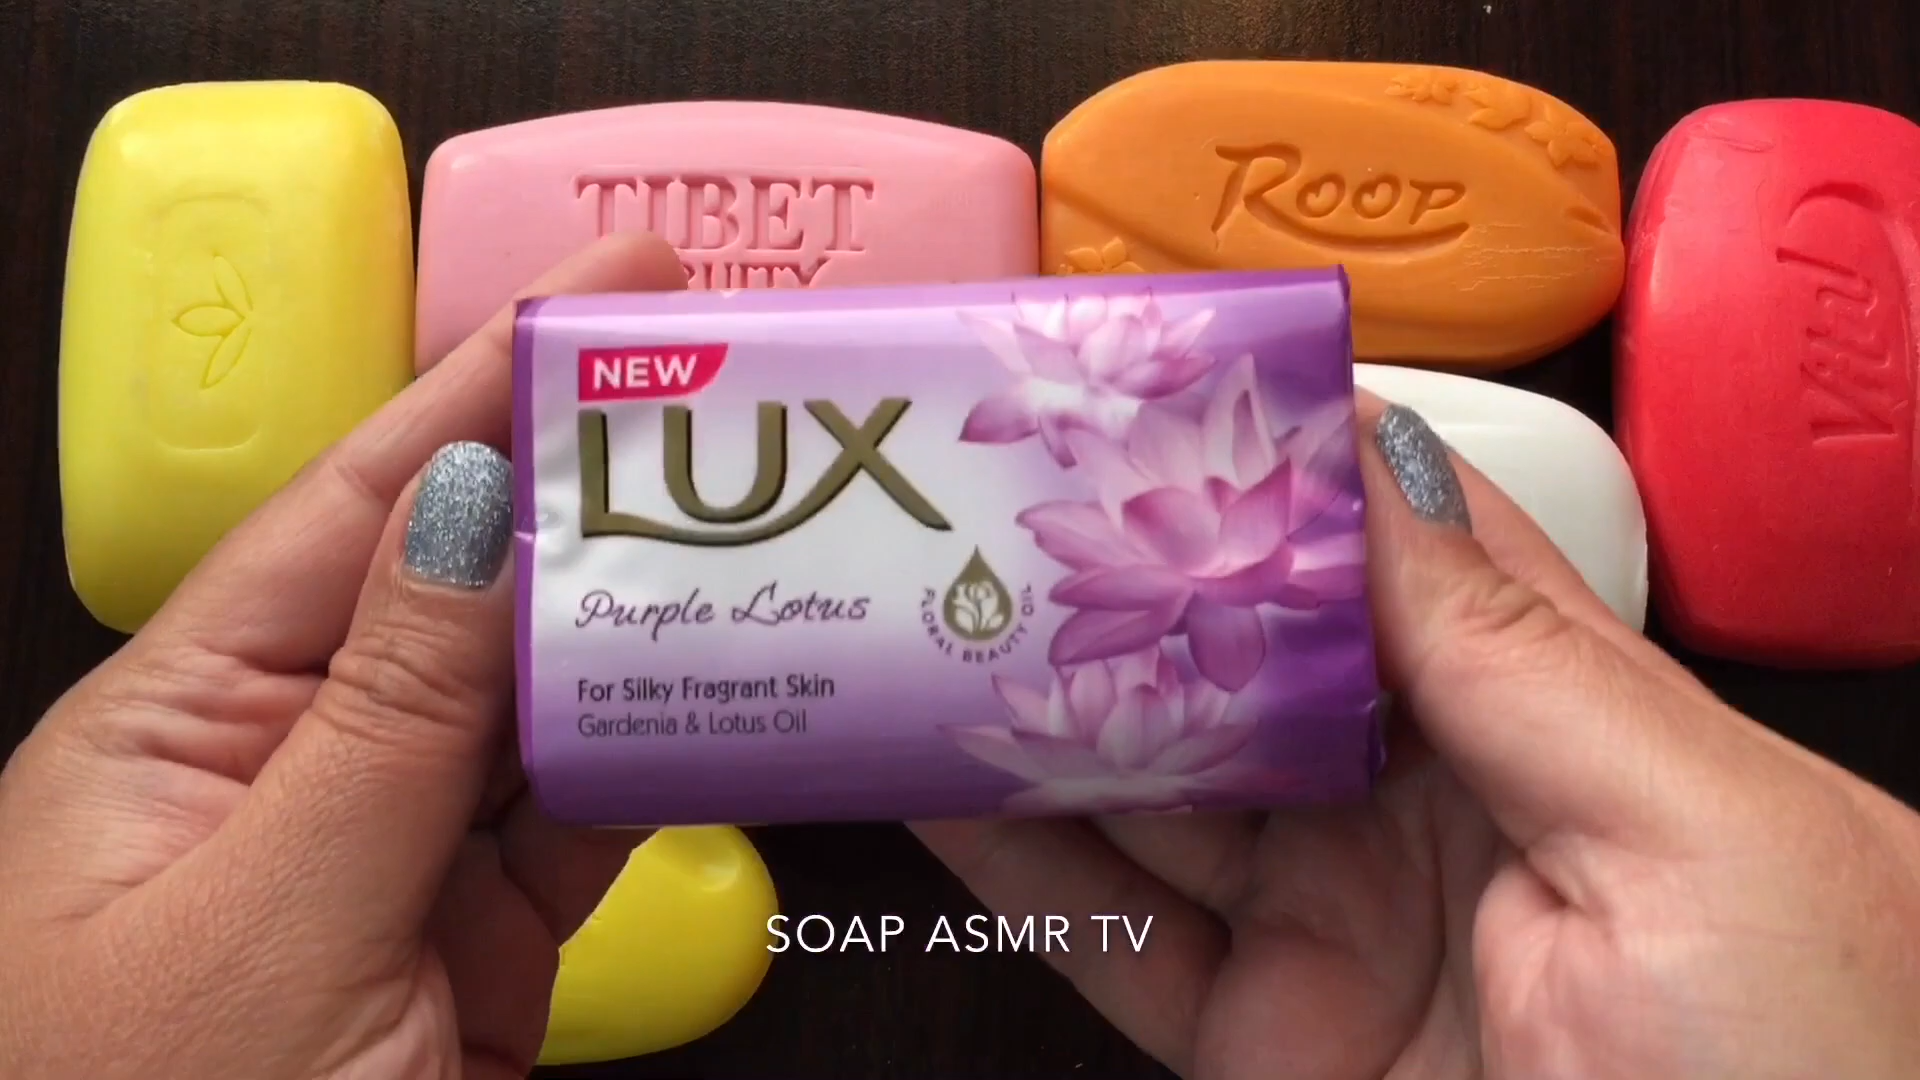 TIBET
ROOP
NEW
LUX
Purple Lotus
FLORAL BEAUTY OIL
For Silky Fragrant Skin
Gardenia & Lotus Oil
SOAP ASMR TV